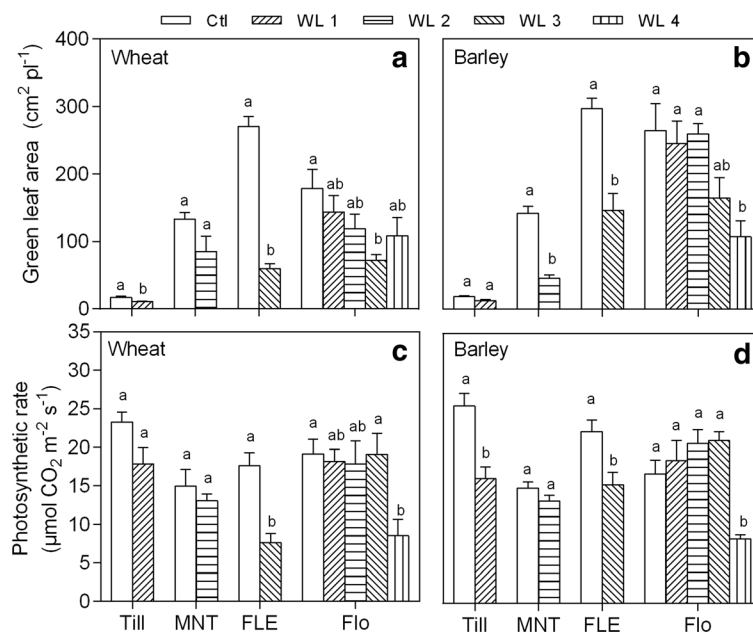 Ctl WL 1 WL 2 WL 3 WL 4
Green leaf area (cm² pl⁻¹)
400
300
200
100
0
Wheat a
a b
a a
a b
a ab ab b ab
Barley b
a a
a b
a b
a a a ab b
Photosynthetic rate
(μmol CO₂ m⁻² s⁻¹)
35
30
25
20
15
10
5
0
Wheat c
a a
a a
a b
a ab ab a b
Till MNT FLE Flo
Barley d
a b
a a
a b
a a a a b
Till MNT FLE Flo